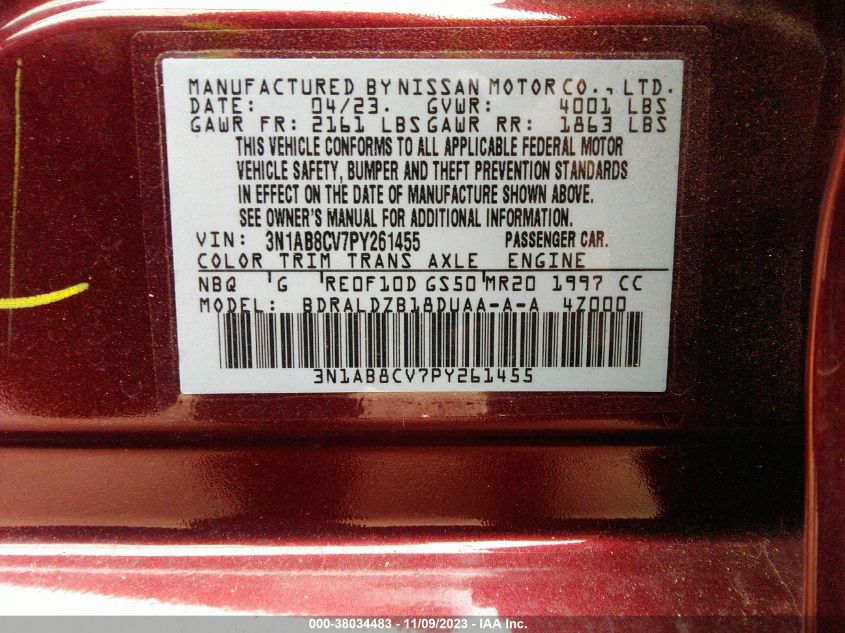 MANUFACTURED BY NISSAN MOTOR CO., LTD.
DATE: 04/23. GVWR: 4001 LBS
GAWR FR: 2161 LBS GAWR RR: 1863 LBS
THIS VEHICLE CONFORMS TO ALL APPLICABLE FEDERAL MOTOR
VEHICLE SAFETY, BUMPER AND THEFT PREVENTION STANDARDS
IN EFFECT ON THE DATE OF MANUFACTURE SHOWN ABOVE.
SEE OWNER'S MANUAL FOR ADDITIONAL INFORMATION.
VIN: 3N1AB8CV7PY261455 PASSENGER CAR.
COLOR TRIM TRANS AXLE ENGINE
NBQ G RE0F10D GS50 MR20 1997 CC
MODEL: BDRALDZB18DUAA-A-A 4Z000
3N1AB8CV7PY261455
000-38034483 - 11/09/2023 - IAA Inc.